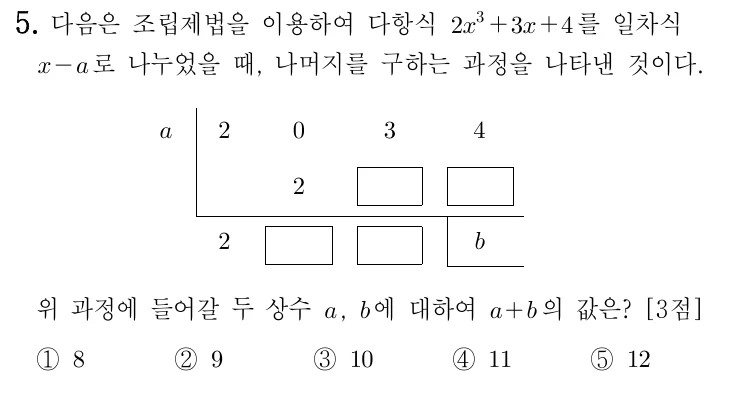 5. 다음은 조립제법을 이용하여 다항식 2x³+3x+4를 일차식
x-a로 나누었을 때, 나머지를 구하는 과정을 나타낸 것이다.
a 2 0 3 4
2
2 b
위 과정에 들어갈 두 상수 a, b에 대하여 a+b의 값은? [3점]
① 8 ② 9 ③ 10 ④ 11 ⑤ 12